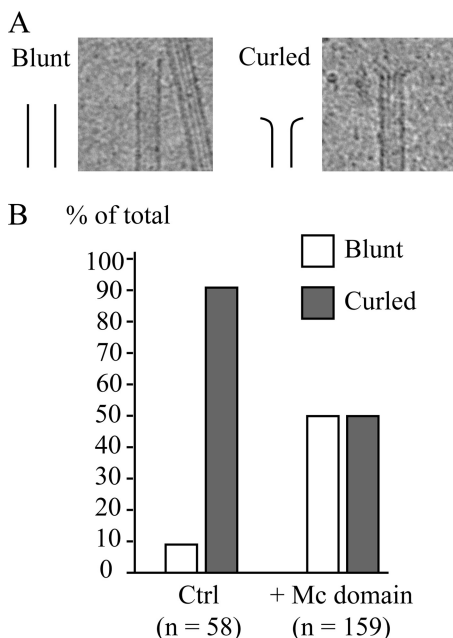 A
Blunt
Curled
B
% of total
Blunt
Curled
100
90
80
70
60
50
40
30
20
10
0
Ctrl
(n = 58)
+ Mc domain
(n = 159)